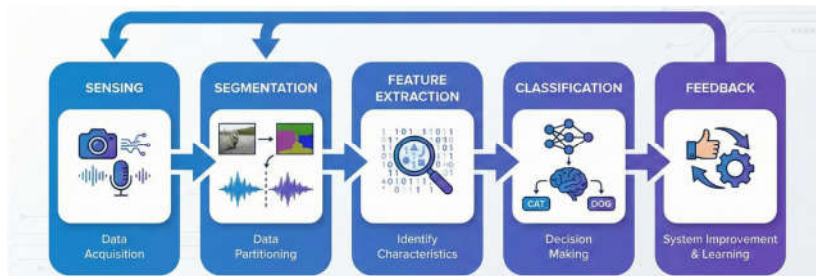 SENSING
SEGMENTATION
FEATURE
EXTRACTION
CLASSIFICATION
FEEDBACK
CAT
DOG
Data
Acquisition
Data
Partitioning
Identify
Characteristics
Decision
Making
System Improvement
& Learning